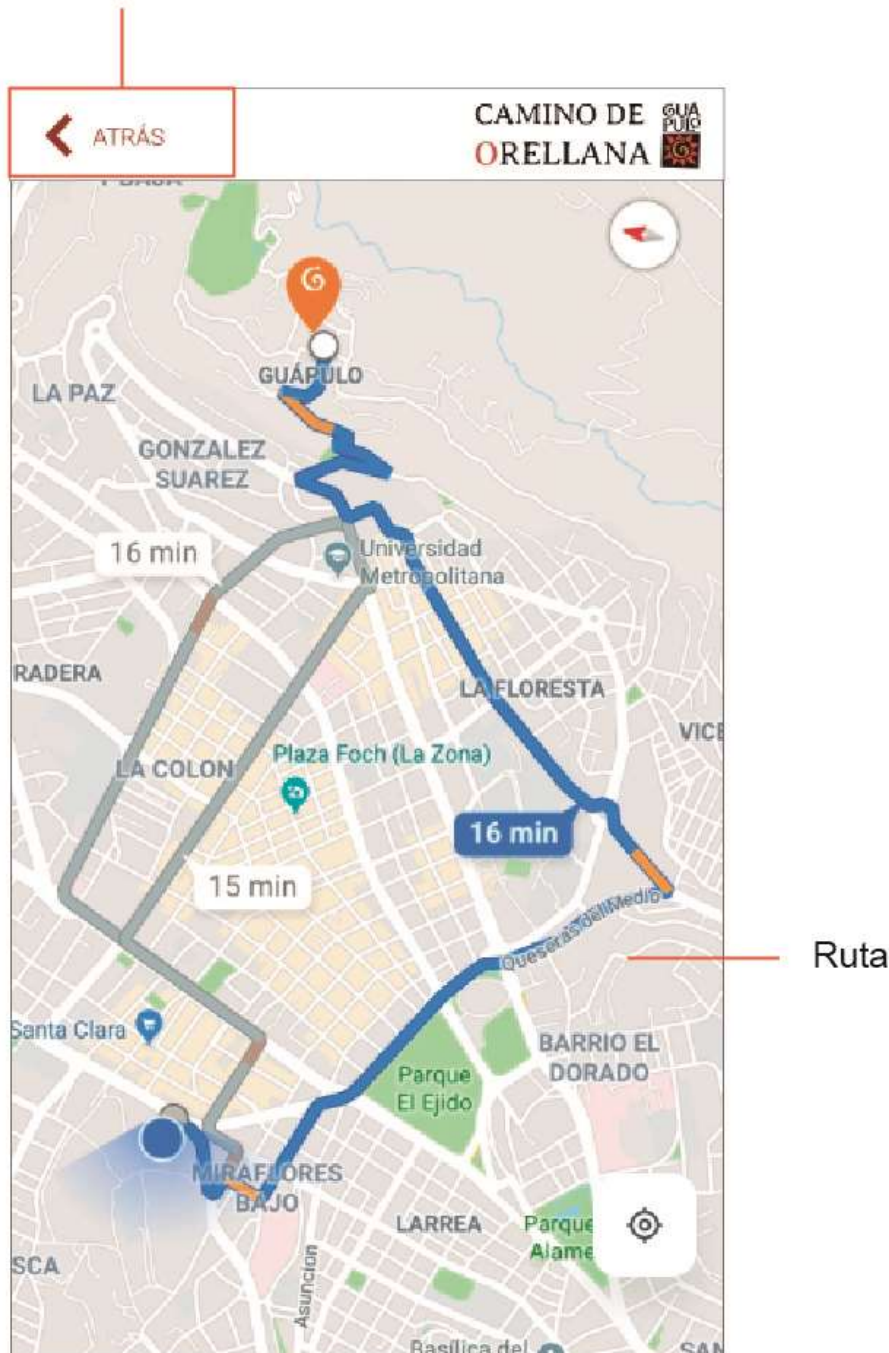 ATRÁS
CAMINO DE
ORELLANA
GUA
PULO
GUÁPULO
LA PAZ
GONZALEZ
SUAREZ
16 min
Universidad
Metropolitana
RADERA
LA FLORESTA
VICE
LA COLON
Plaza Foch (La Zona)
16 min
15 min
Queseras del Medio
Ruta
Santa Clara
BARRIO EL
DORADO
Parque
El Ejido
MIRAFLORES
BAJO
LARREA
Parque
Alame
SCA
Asuncion
Basílica del
SAN